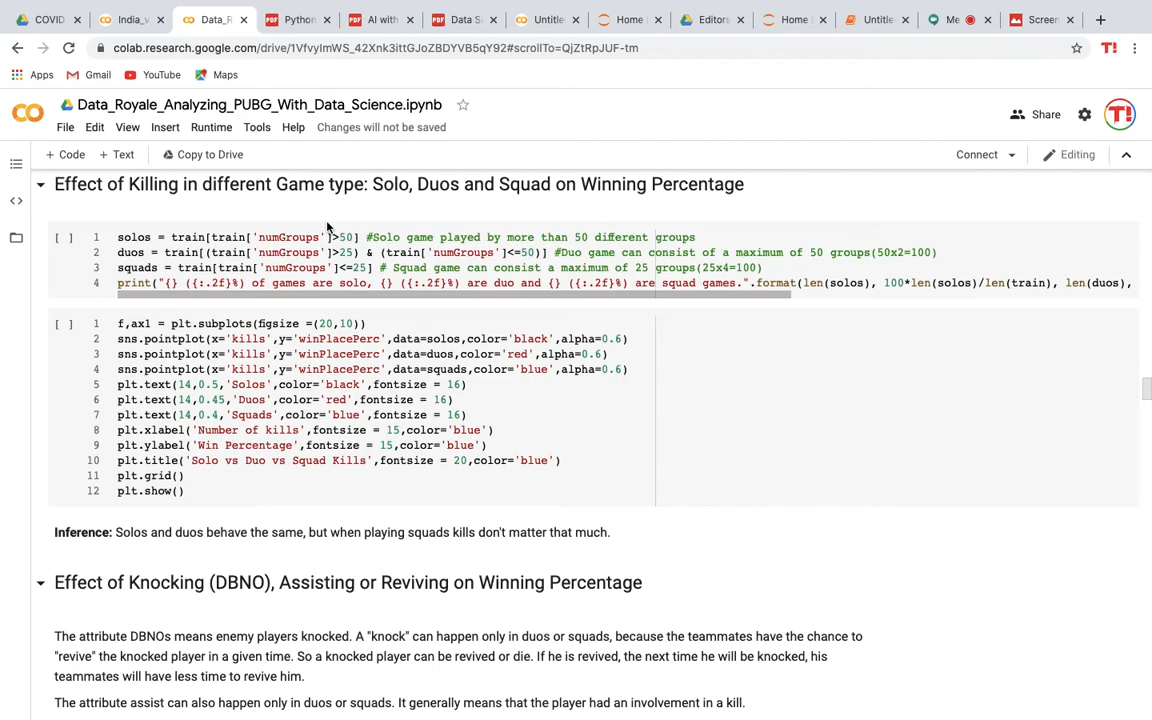 COVID
India_v
Data_R
Python
AI with
Data S
Untitle
Home
Editors
Home
Untitle
Me
Screen
colab.research.google.com/drive/1VfvyImWS_42Xnk3ittGJoZBDYVB5qY92#scrollTo=QjZtRpJUF-tm
Apps Gmail YouTube Maps
Data_Royale_Analyzing_PUBG_With_Data_Science.ipynb
Share
File Edit View Insert Runtime Tools Help Changes will not be saved
+ Code + Text Copy to Drive Connect Editing
Effect of Killing in different Game type: Solo, Duos and Squad on Winning Percentage
[ ] 1 solos = train[train['numGroups']>50] #Solo game played by more than 50 different groups
2 duos = train[(train['numGroups']>25) & (train['numGroups']<=50)] #Duo game can consist of a maximum of 50 groups(50x2=100)
3 squads = train[train['numGroups']<=25] # Squad game can consist a maximum of 25 groups(25x4=100)
4 print("{} ({:.2f}%) of games are solo, {} ({:.2f}%) are duo and {} ({:.2f}%) are squad games.".format(len(solos), 100*len(solos)/len(train), len(duos),
[ ] 1 f,ax1 = plt.subplots(figsize =(20,10))
2 sns.pointplot(x='kills',y='winPlacePerc',data=solos,color='black',alpha=0.6)
3 sns.pointplot(x='kills',y='winPlacePerc',data=duos,color='red',alpha=0.6)
4 sns.pointplot(x='kills',y='winPlacePerc',data=squads,color='blue',alpha=0.6)
5 plt.text(14,0.5,'Solos',color='black',fontsize = 16)
6 plt.text(14,0.45,'Duos',color='red',fontsize = 16)
7 plt.text(14,0.4,'Squads',color='blue',fontsize = 16)
8 plt.xlabel('Number of kills',fontsize = 15,color='blue')
9 plt.ylabel('Win Percentage',fontsize = 15,color='blue')
10 plt.title('Solo vs Duo vs Squad Kills',fontsize = 20,color='blue')
11 plt.grid()
12 plt.show()
Inference: Solos and duos behave the same, but when playing squads kills don't matter that much.
Effect of Knocking (DBNO), Assisting or Reviving on Winning Percentage
The attribute DBNOs means enemy players knocked. A "knock" can happen only in duos or squads, because the teammates have the chance to
"revive" the knocked player in a given time. So a knocked player can be revived or die. If he is revived, the next time he will be knocked, his
teammates will have less time to revive him.
The attribute assist can also happen only in duos or squads. It generally means that the player had an involvement in a kill.